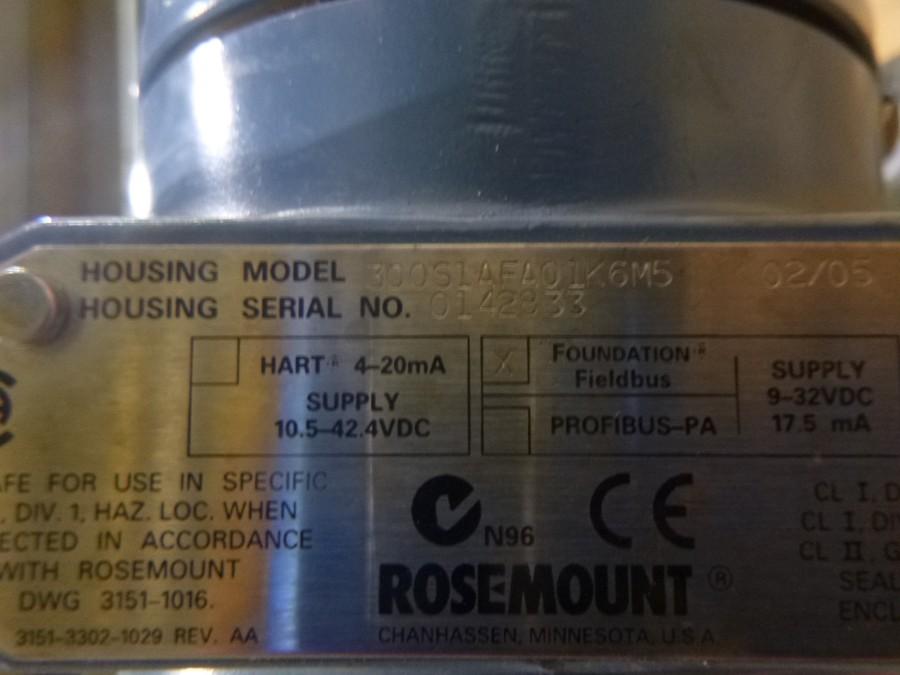 HOUSING MODEL 300S1AFA01K6M5 02/05
HOUSING SERIAL NO. 0142933
HART® 4–20mA
SUPPLY
10.5–42.4VDC
X FOUNDATION®
Fieldbus
PROFIBUS–PA
SUPPLY
9–32VDC
17.5 mA
AFE FOR USE IN SPECIFIC
, DIV. 1, HAZ. LOC. WHEN
ECTED IN ACCORDANCE
WITH ROSEMOUNT
DWG 3151–1016.
3151–3302–1029 REV. AA
N96
CE
ROSEMOUNT®
CHANHASSEN, MINNESOTA, U.S.A.
CL I, D
CL I, DI
CL II, G
SEAL
ENCL